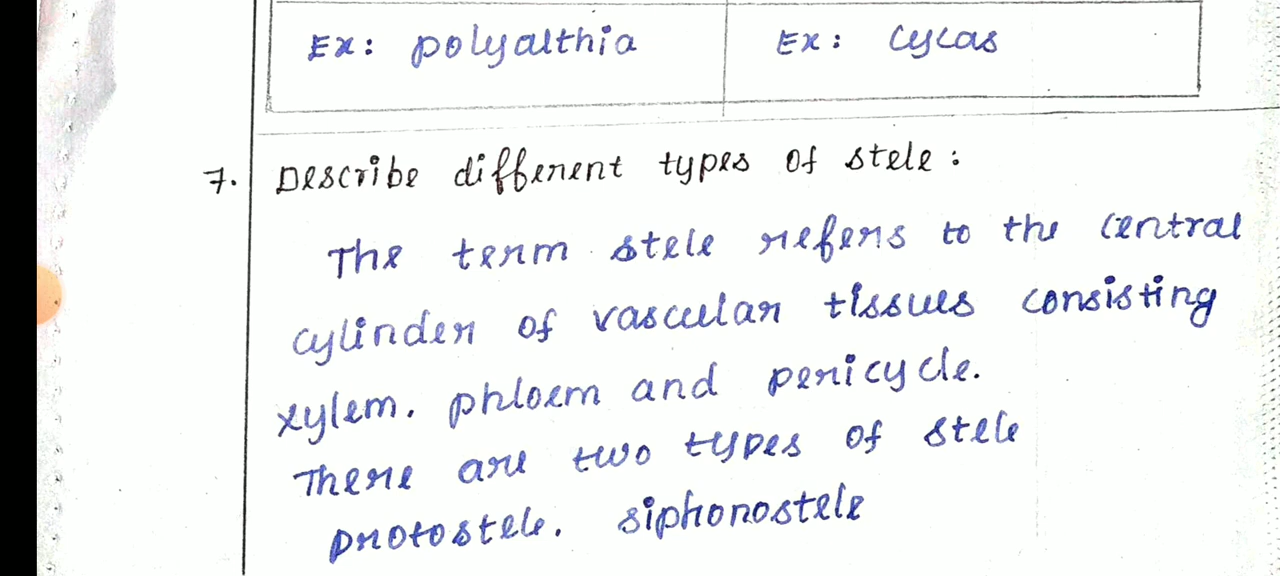 Ex: polyalthia Ex: Cycas
7. Describe different types of stele:
The term stele refers to the central
cylinder of vascular tissues consisting
xylem. phloem and pericycle.
There are two types of stele
protostele. siphonostele